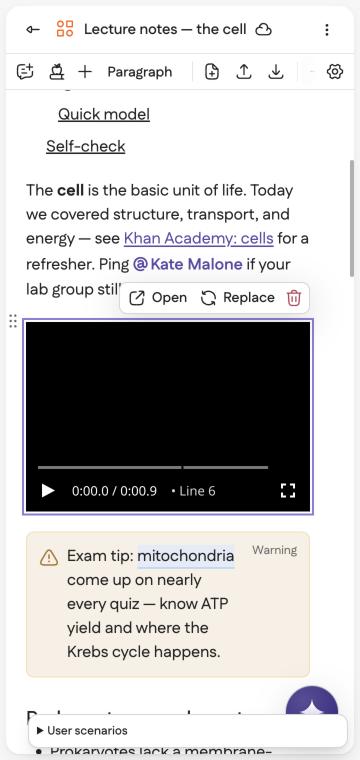 Lecture notes — the cell
Paragraph
Quick model
Self-check
The cell is the basic unit of life. Today
we covered structure, transport, and
energy — see Khan Academy: cells for a
refresher. Ping @Kate Malone if your
lab group still
Open Replace
0:00.0 / 0:00.9 • Line 6
Exam tip: mitochondria
Warning
come up on nearly
every quiz — know ATP
yield and where the
Krebs cycle happens.
User scenarios
• Prokaryotes lack a membrane-